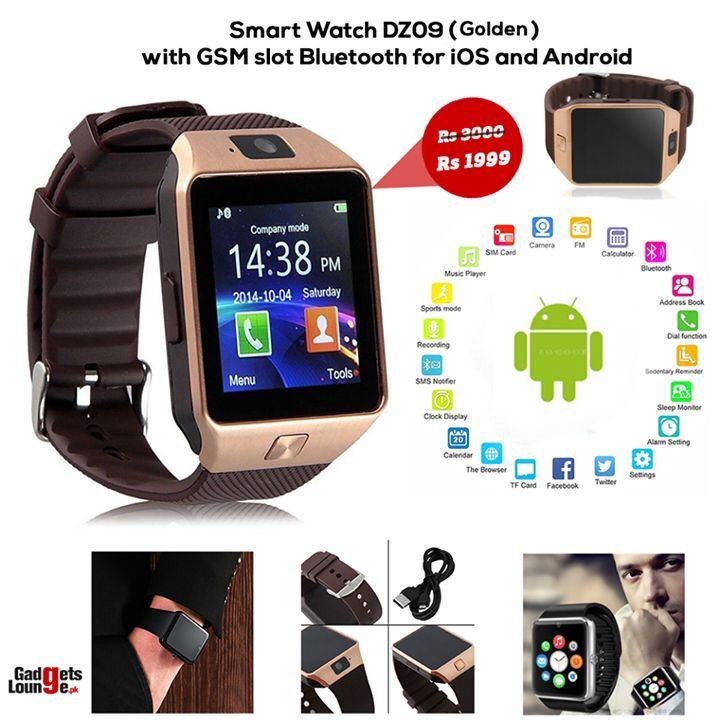 Smart Watch DZ09 (Golden)
with GSM slot Bluetooth for iOS and Android
Rs 3000
Rs 1999
Company mode
14:38 PM
2014-10-04 Saturday
Menu
Tools
SIM Card
Camera
FM
Calculator
Bluetooth
Music Player
Address Book
Sports mode
Dial function
Recording
Sedentary Reminder
SMS Notifier
Sleep Monitor
Clock Display
Alarm Setting
20
Calendar
The Browser
TF Card
Facebook
Twitter
Settings
Gadgets
Lounge.pk